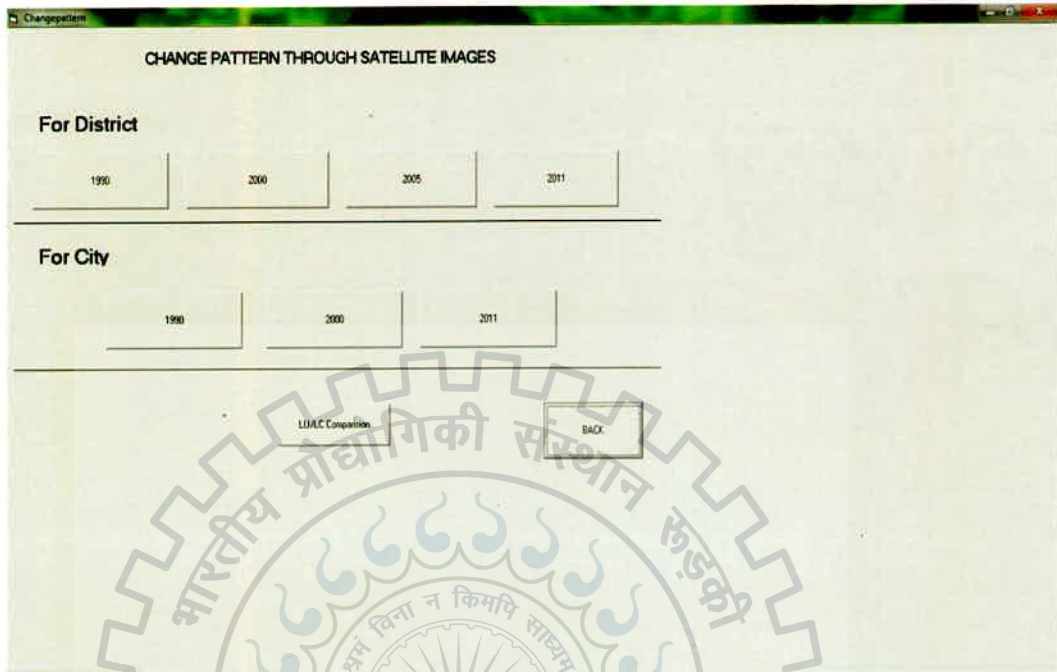 Changepattern
CHANGE PATTERN THROUGH SATELLITE IMAGES
For District
1990 2000 2005 2011
For City
1990 2000 2011
LU/LC Comparition BACK
भारतीय प्रौद्योगिकी संस्थान रुड़की
श्रमं विना न किमपि साध्यम्